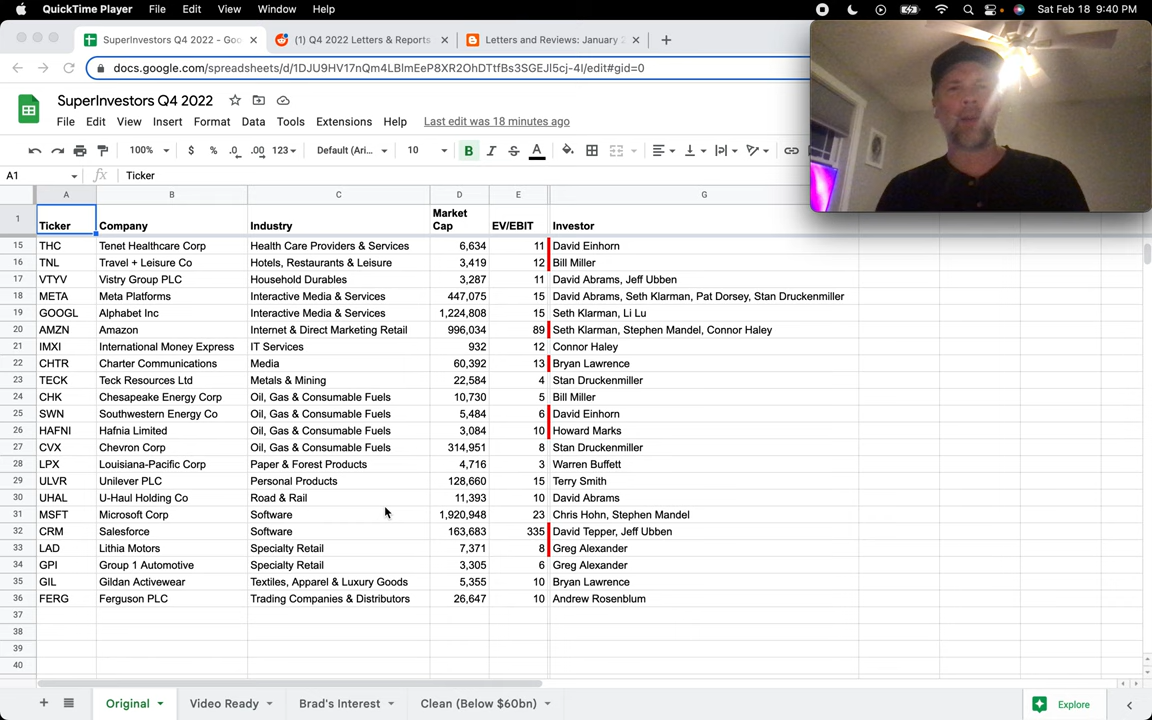 QuickTime Player File Edit View Window Help Sat Feb 18 9:40 PM
SuperInvestors Q4 2022 - Goo (1) Q4 2022 Letters & Reports Letters and Reviews: January 2
docs.google.com/spreadsheets/d/1DJU9HV17nQm4LBlmEeP8XR2OhDTtfBs3SGEJl5cj-4I/edit#gid=0
SuperInvestors Q4 2022
File Edit View Insert Format Data Tools Extensions Help Last edit was 18 minutes ago
100% $ % .0 .00 123 Default (Ari... 10 B I S A
A1 fx Ticker
A B C D E G
1 Ticker Company Industry Market Cap EV/EBIT Investor
15 THC Tenet Healthcare Corp Health Care Providers & Services 6,634 11 David Einhorn
16 TNL Travel + Leisure Co Hotels, Restaurants & Leisure 3,419 12 Bill Miller
17 VTYV Vistry Group PLC Household Durables 3,287 11 David Abrams, Jeff Ubben
18 META Meta Platforms Interactive Media & Services 447,075 15 David Abrams, Seth Klarman, Pat Dorsey, Stan Druckenmiller
19 GOOGL Alphabet Inc Interactive Media & Services 1,224,808 15 Seth Klarman, Li Lu
20 AMZN Amazon Internet & Direct Marketing Retail 996,034 89 Seth Klarman, Stephen Mandel, Connor Haley
21 IMXI International Money Express IT Services 932 12 Connor Haley
22 CHTR Charter Communications Media 60,392 13 Bryan Lawrence
23 TECK Teck Resources Ltd Metals & Mining 22,584 4 Stan Druckenmiller
24 CHK Chesapeake Energy Corp Oil, Gas & Consumable Fuels 10,730 5 Bill Miller
25 SWN Southwestern Energy Co Oil, Gas & Consumable Fuels 5,484 6 David Einhorn
26 HAFNI Hafnia Limited Oil, Gas & Consumable Fuels 3,084 10 Howard Marks
27 CVX Chevron Corp Oil, Gas & Consumable Fuels 314,951 8 Stan Druckenmiller
28 LPX Louisiana-Pacific Corp Paper & Forest Products 4,716 3 Warren Buffett
29 ULVR Unilever PLC Personal Products 128,660 15 Terry Smith
30 UHAL U-Haul Holding Co Road & Rail 11,393 10 David Abrams
31 MSFT Microsoft Corp Software 1,920,948 23 Chris Hohn, Stephen Mandel
32 CRM Salesforce Software 163,683 335 David Tepper, Jeff Ubben
33 LAD Lithia Motors Specialty Retail 7,371 8 Greg Alexander
34 GPI Group 1 Automotive Specialty Retail 3,305 6 Greg Alexander
35 GIL Gildan Activewear Textiles, Apparel & Luxury Goods 5,355 10 Bryan Lawrence
36 FERG Ferguson PLC Trading Companies & Distributors 26,647 10 Andrew Rosenblum
37
38
39
40
Original Video Ready Brad's Interest Clean (Below $60bn) Explore